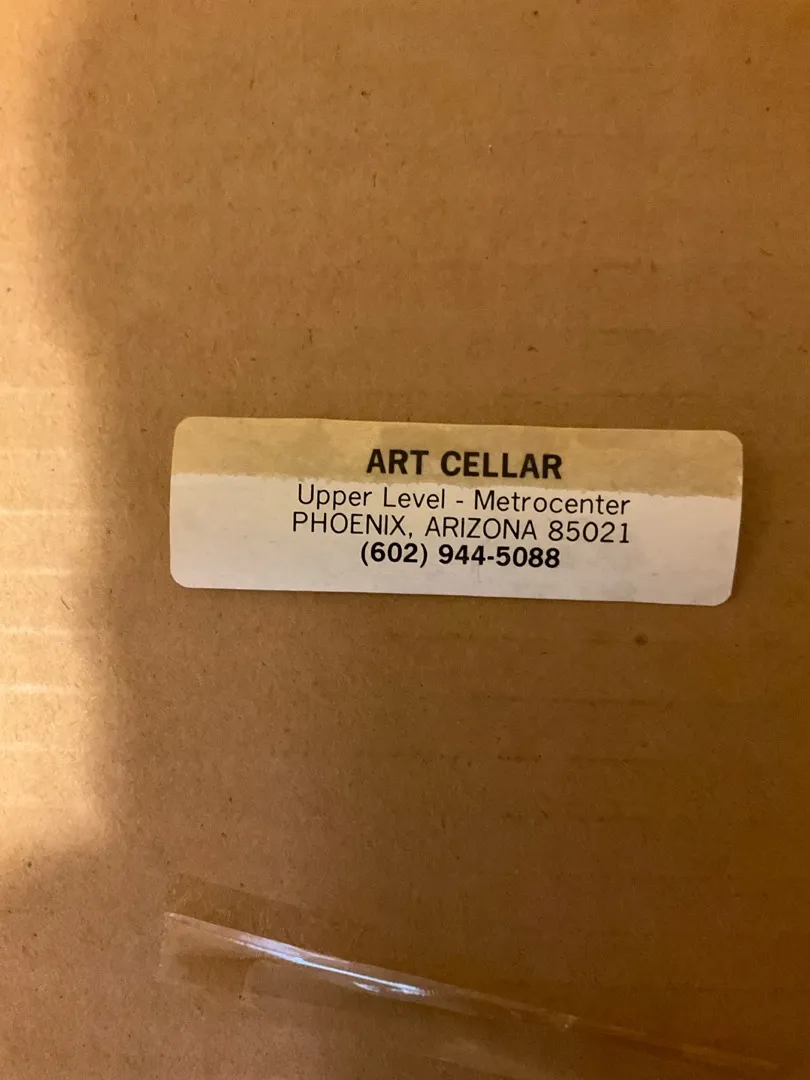 ART CELLAR
Upper Level - Metrocenter
PHOENIX, ARIZONA 85021
(602) 944-5088